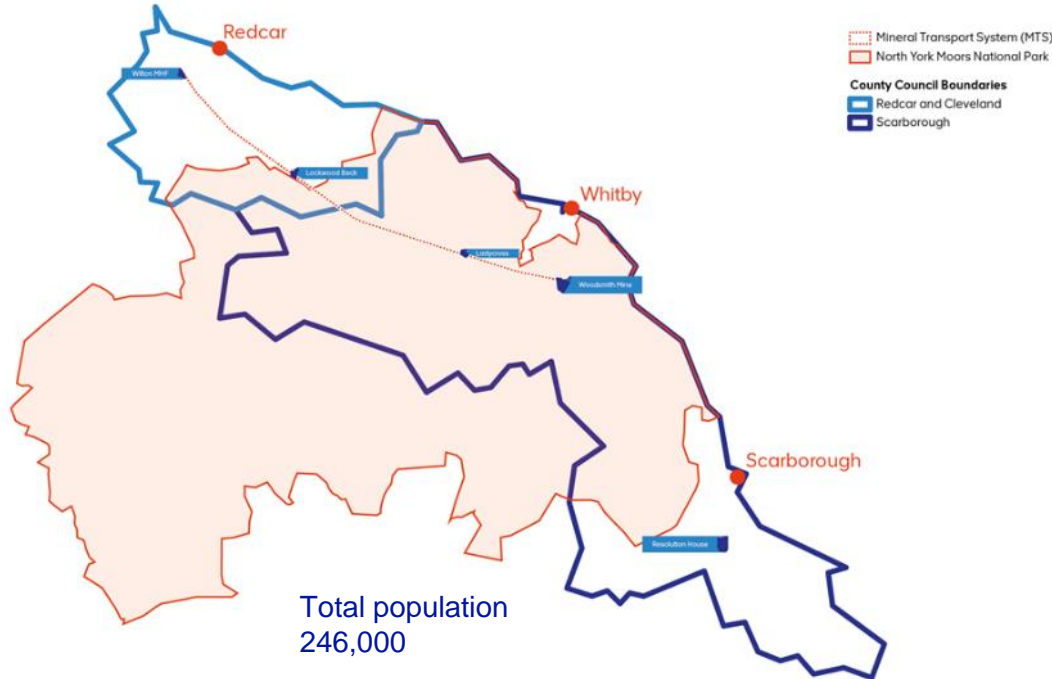 Redcar
Mineral Transport System (MTS)
North York Moors National Park
County Council Boundaries
Redcar and Cleveland
Scarborough
Wilton MHF
Lockwood Beck
Whitby
Ladycross
Woodsmith Mine
Scarborough
Resolution House
Total population
246,000